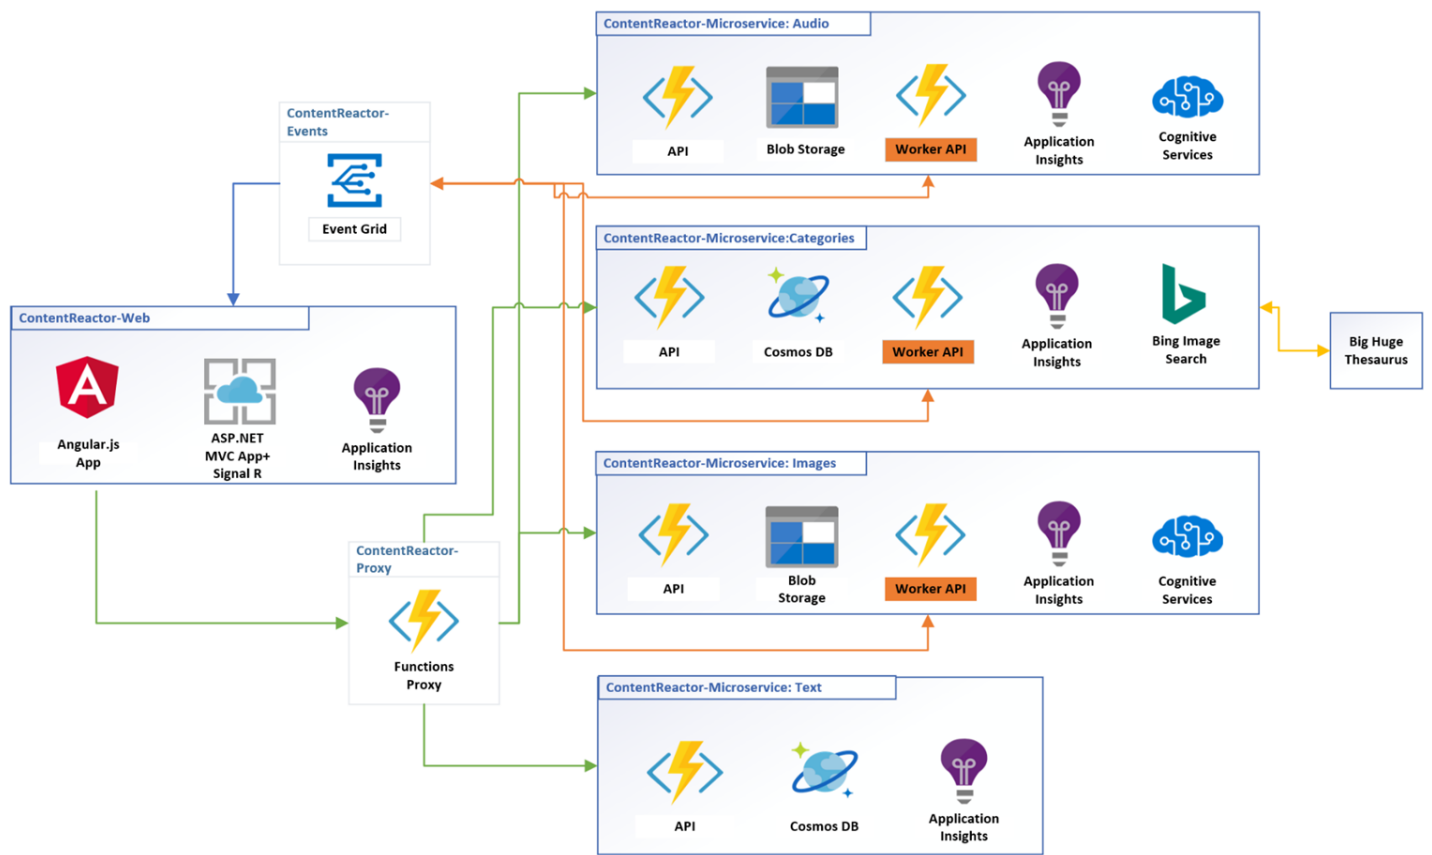 ContentReactor-Microservice: Audio
API
Blob Storage
Worker API
Application
Insights
Cognitive
Services
ContentReactor-
Events
Event Grid
ContentReactor-Microservice:Categories
API
Cosmos DB
Worker API
Application
Insights
Bing Image
Search
Big Huge
Thesaurus
ContentReactor-Web
Angular.js
App
ASP.NET
MVC App+
Signal R
Application
Insights
ContentReactor-Microservice: Images
API
Blob
Storage
Worker API
Application
Insights
Cognitive
Services
ContentReactor-
Proxy
Functions
Proxy
ContentReactor-Microservice: Text
API
Cosmos DB
Application
Insights